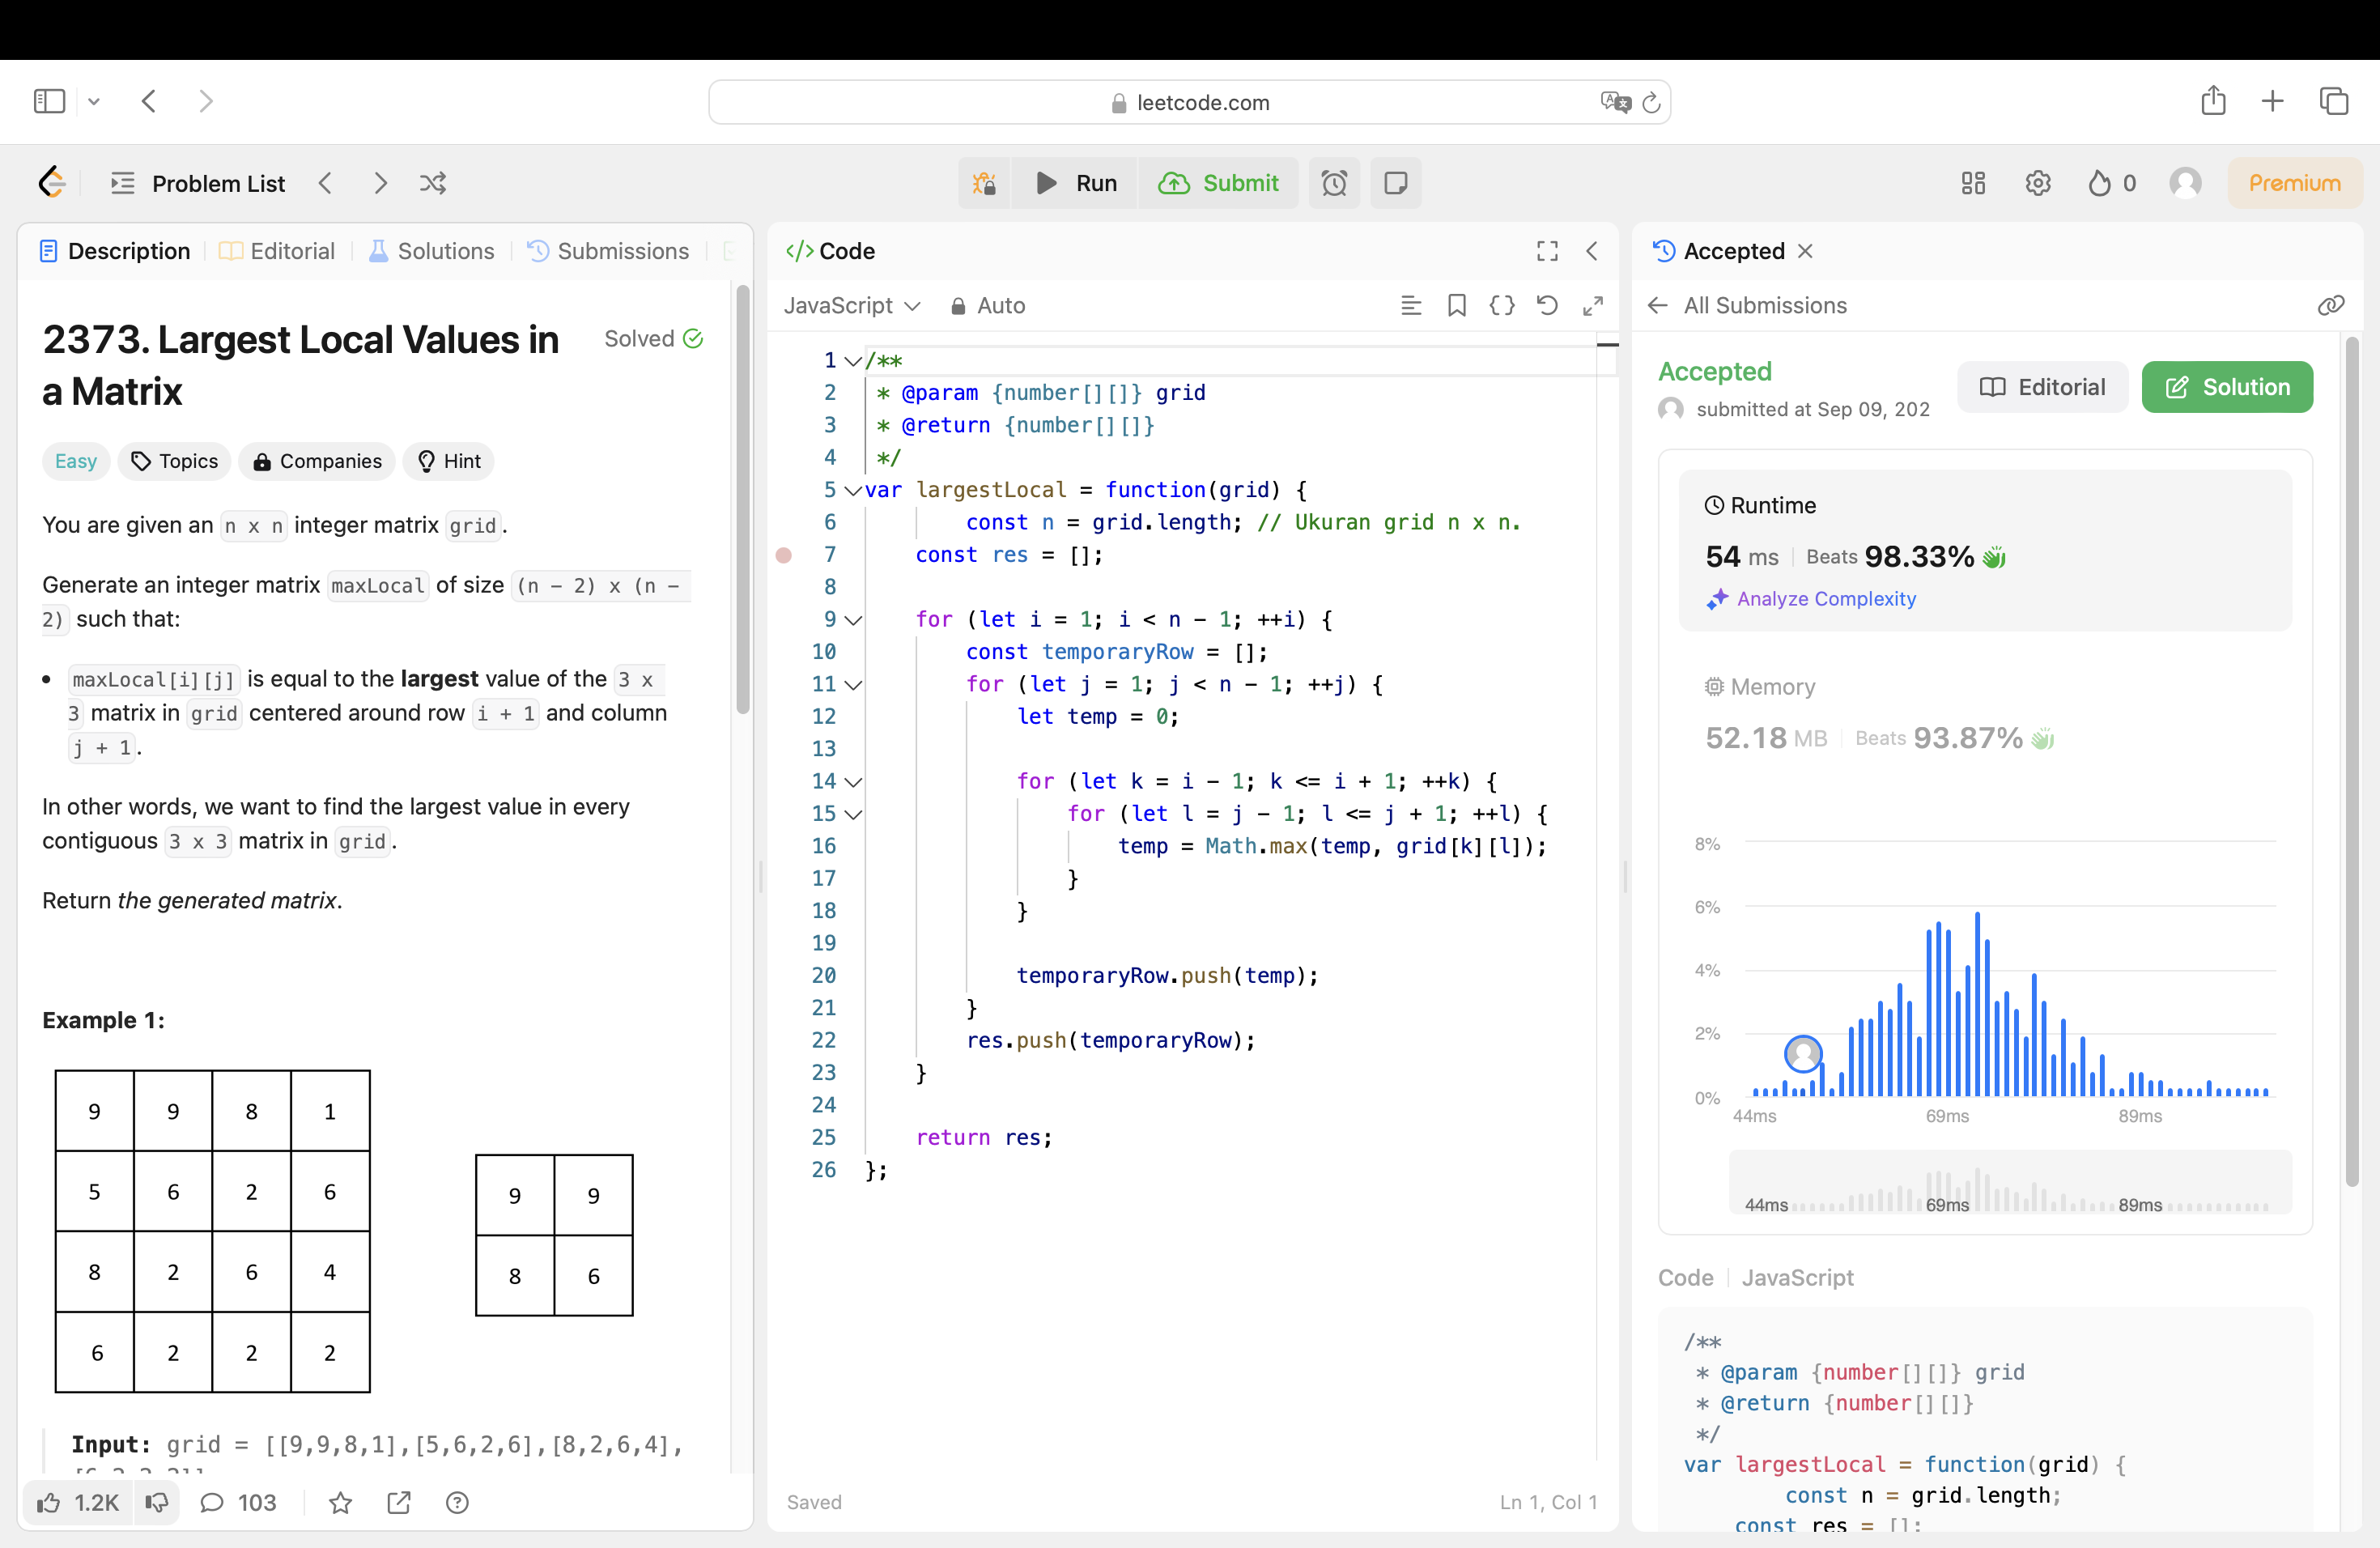 leetcode.com
Problem List
Run
Submit
0
Premium
Description
Editorial
Solutions
Submissions
2373. Largest Local Values in
a Matrix
Solved
Easy
Topics
Companies
Hint
You are given an n x n integer matrix grid.
Generate an integer matrix maxLocal of size (n - 2) x (n -
2) such that:
• maxLocal[i][j] is equal to the largest value of the 3 x
3 matrix in grid centered around row i + 1 and column
j + 1.
In other words, we want to find the largest value in every
contiguous 3 x 3 matrix in grid.
Return the generated matrix.
Example 1:
9 9 8 1
5 6 2 6
8 2 6 4
6 2 2 2
9 9
8 6
Input: grid = [[9,9,8,1],[5,6,2,6],[8,2,6,4],
1.2K
103
</> Code
JavaScript
Auto
1 /**
2 * @param {number[][]} grid
3 * @return {number[][]}
4 */
5 var largestLocal = function(grid) {
6 const n = grid.length; // Ukuran grid n x n.
7 const res = [];
8
9 for (let i = 1; i < n - 1; ++i) {
10 const temporaryRow = [];
11 for (let j = 1; j < n - 1; ++j) {
12 let temp = 0;
13
14 for (let k = i - 1; k <= i + 1; ++k) {
15 for (let l = j - 1; l <= j + 1; ++l) {
16 temp = Math.max(temp, grid[k][l]);
17 }
18 }
19
20 temporaryRow.push(temp);
21 }
22 res.push(temporaryRow);
23 }
24
25 return res;
26 };
Saved
Ln 1, Col 1
Accepted
All Submissions
Accepted
submitted at Sep 09, 202
Editorial
Solution
Runtime
54 ms
Beats 98.33%
Analyze Complexity
Memory
52.18 MB
Beats 93.87%
8%
6%
4%
2%
0%
44ms 69ms 89ms
44ms 69ms 89ms
Code
JavaScript
/**
* @param {number[][]} grid
* @return {number[][]}
*/
var largestLocal = function(grid) {
const n = grid.length;
const res = [];